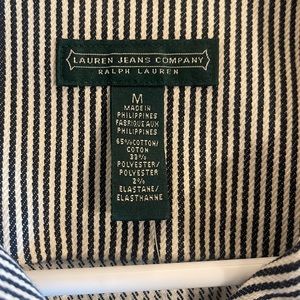 LAUREN JEANS COMPANY
RALPH LAUREN
M
MADE IN
PHILIPPINES
FABRIQUE AUX
PHILIPPINES
65% COTTON/
COTON
33%
POLYESTER/
POLYESTER
2%
ELASTANE/
ELASTHANNE